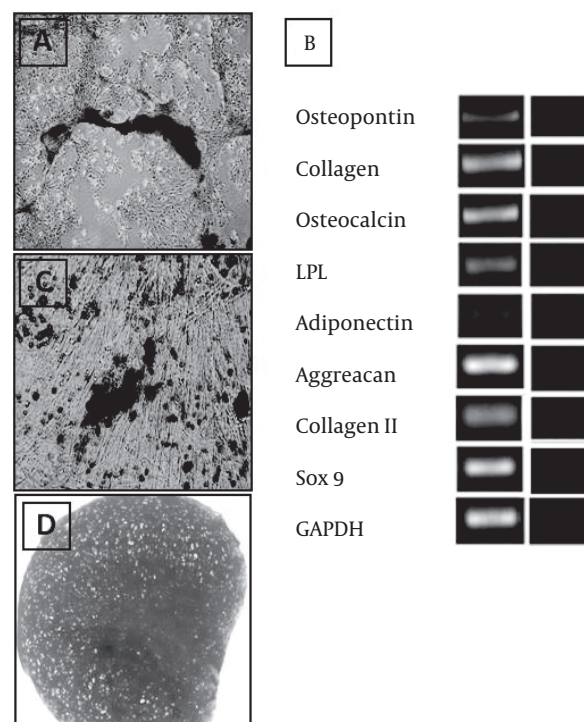 A
B
Osteopontin
Collagen
Osteocalcin
LPL
Adiponectin
Aggreacan
Collagen II
Sox 9
GAPDH
C
D